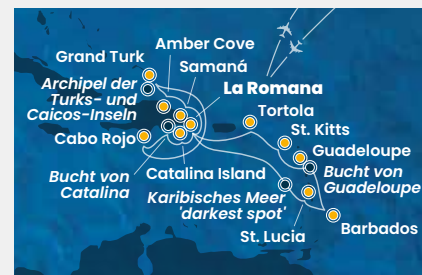 Amber Cove
Grand Turk
Samaná
Archipel der
Turks- und
Caicos-Inseln
La Romana
Tortola
Cabo Rojo
St. Kitts
Guadeloupe
Bucht von
Guadeloupe
Bucht von
Catalina
Catalina Island
Karibisches Meer
'darkest spot'
St. Lucia
Barbados